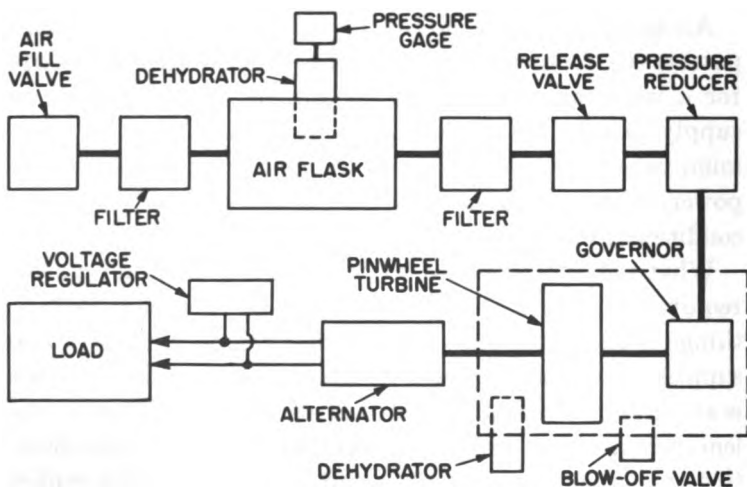 PRESSURE
GAGE
AIR
FILL
VALVE
DEHYDRATOR
RELEASE
VALVE
PRESSURE
REDUCER
AIR FLASK
FILTER
FILTER
VOLTAGE
REGULATOR
PINWHEEL
TURBINE
GOVERNOR
LOAD
ALTERNATOR
DEHYDRATOR
BLOW-OFF VALVE